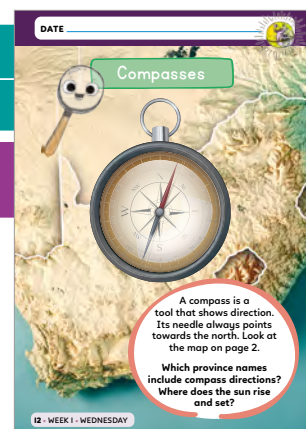 DATE
Compasses
N
W
E
S
A compass is a
tool that shows direction.
Its needle always points
towards the north. Look at
the map on page 2.
Which province names
include compass directions?
Where does the sun rise
and set?
12 - WEEK 1 - WEDNESDAY